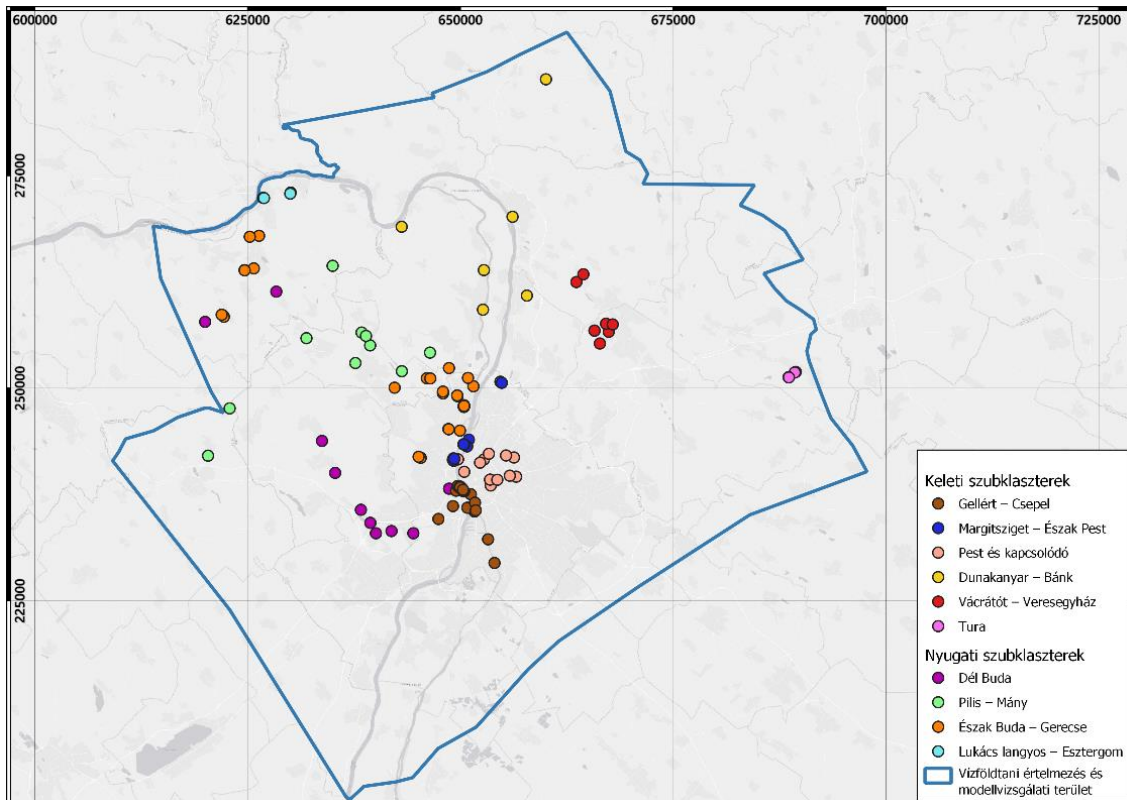 600000 625000 650000 675000 700000 725000
275000
250000
225000
Keleti szubklaszterek
Gellért – Csepel
Margitsziget – Észak Pest
Pest és kapcsolódó
Dunakanyar – Bánk
Vácrátót – Veresegyház
Tura
Nyugati szubklaszterek
Dél Buda
Pilis – Mány
Észak Buda – Gerecse
Lukács langyos – Esztergom
Vízföldtani értelmezés és
modellvizsgálati terület